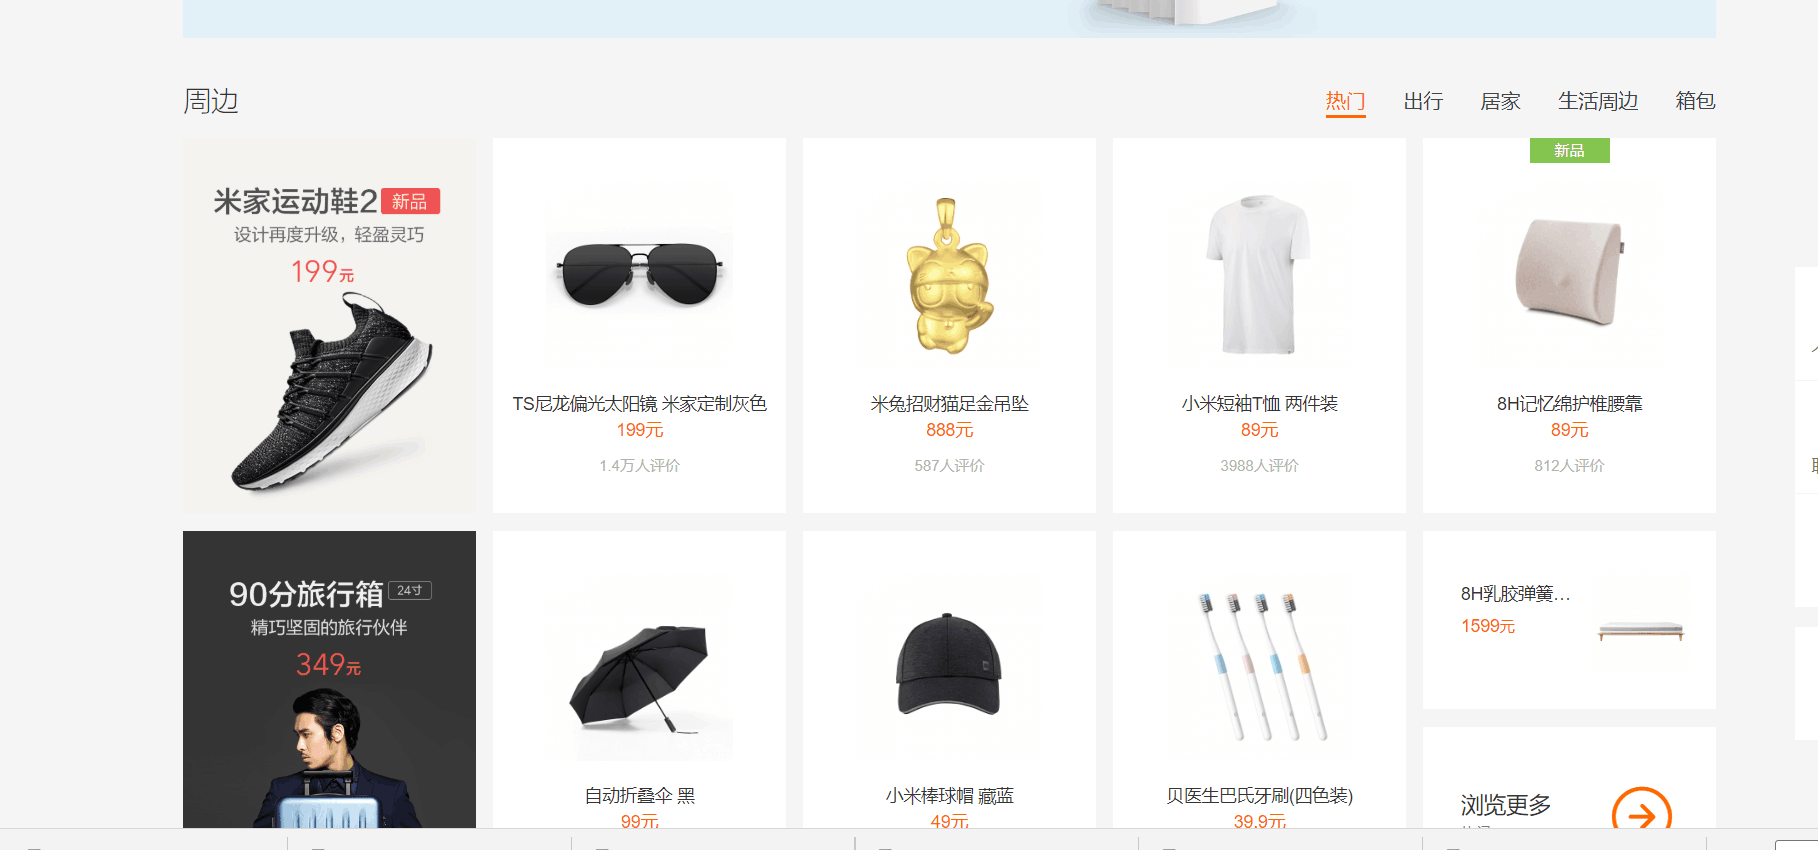 周边
热门 出行 居家 生活周边 箱包
米家运动鞋2 新品
设计再度升级，轻盈灵巧
199元
TS尼龙偏光太阳镜 米家定制灰色
199元
1.4万人评价
米兔招财猫足金吊坠
888元
587人评价
小米短袖T恤 两件装
89元
3988人评价
新品
8H记忆绵护椎腰靠
89元
812人评价
90分旅行箱 24寸
精巧坚固的旅行伙伴
349元
自动折叠伞 黑
99元
小米棒球帽 藏蓝
49元
贝医生巴氏牙刷(四色装)
39.9元
8H乳胶弹簧...
1599元
浏览更多